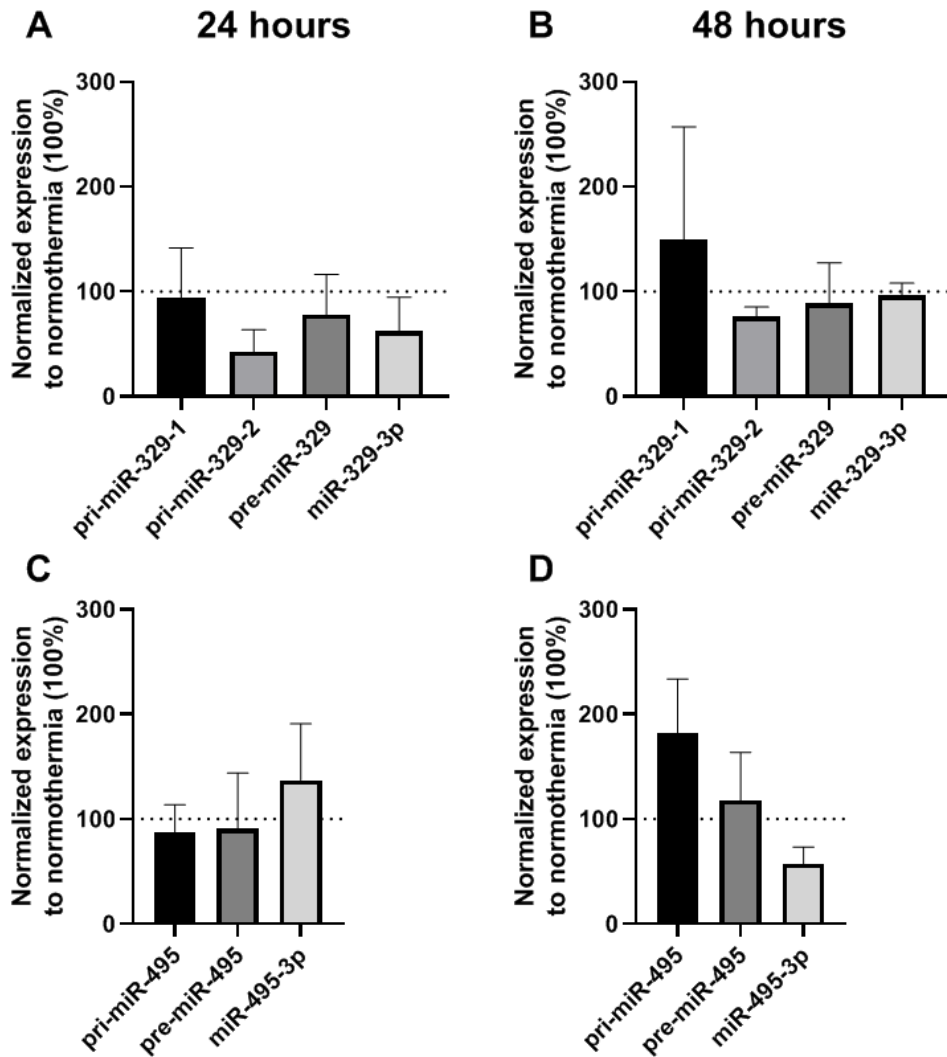 A
24 hours
Normalized expression
to normothermia (100%)
300
200
100
0
pri-miR-329-1
pri-miR-329-2
pre-miR-329
miR-329-3p
B
48 hours
Normalized expression
to normothermia (100%)
300
200
100
0
pri-miR-329-1
pri-miR-329-2
pre-miR-329
miR-329-3p
C
Normalized expression
to normothermia (100%)
300
200
100
0
pri-miR-495
pre-miR-495
miR-495-3p
D
Normalized expression
to normothermia (100%)
300
200
100
0
pri-miR-495
pre-miR-495
miR-495-3p